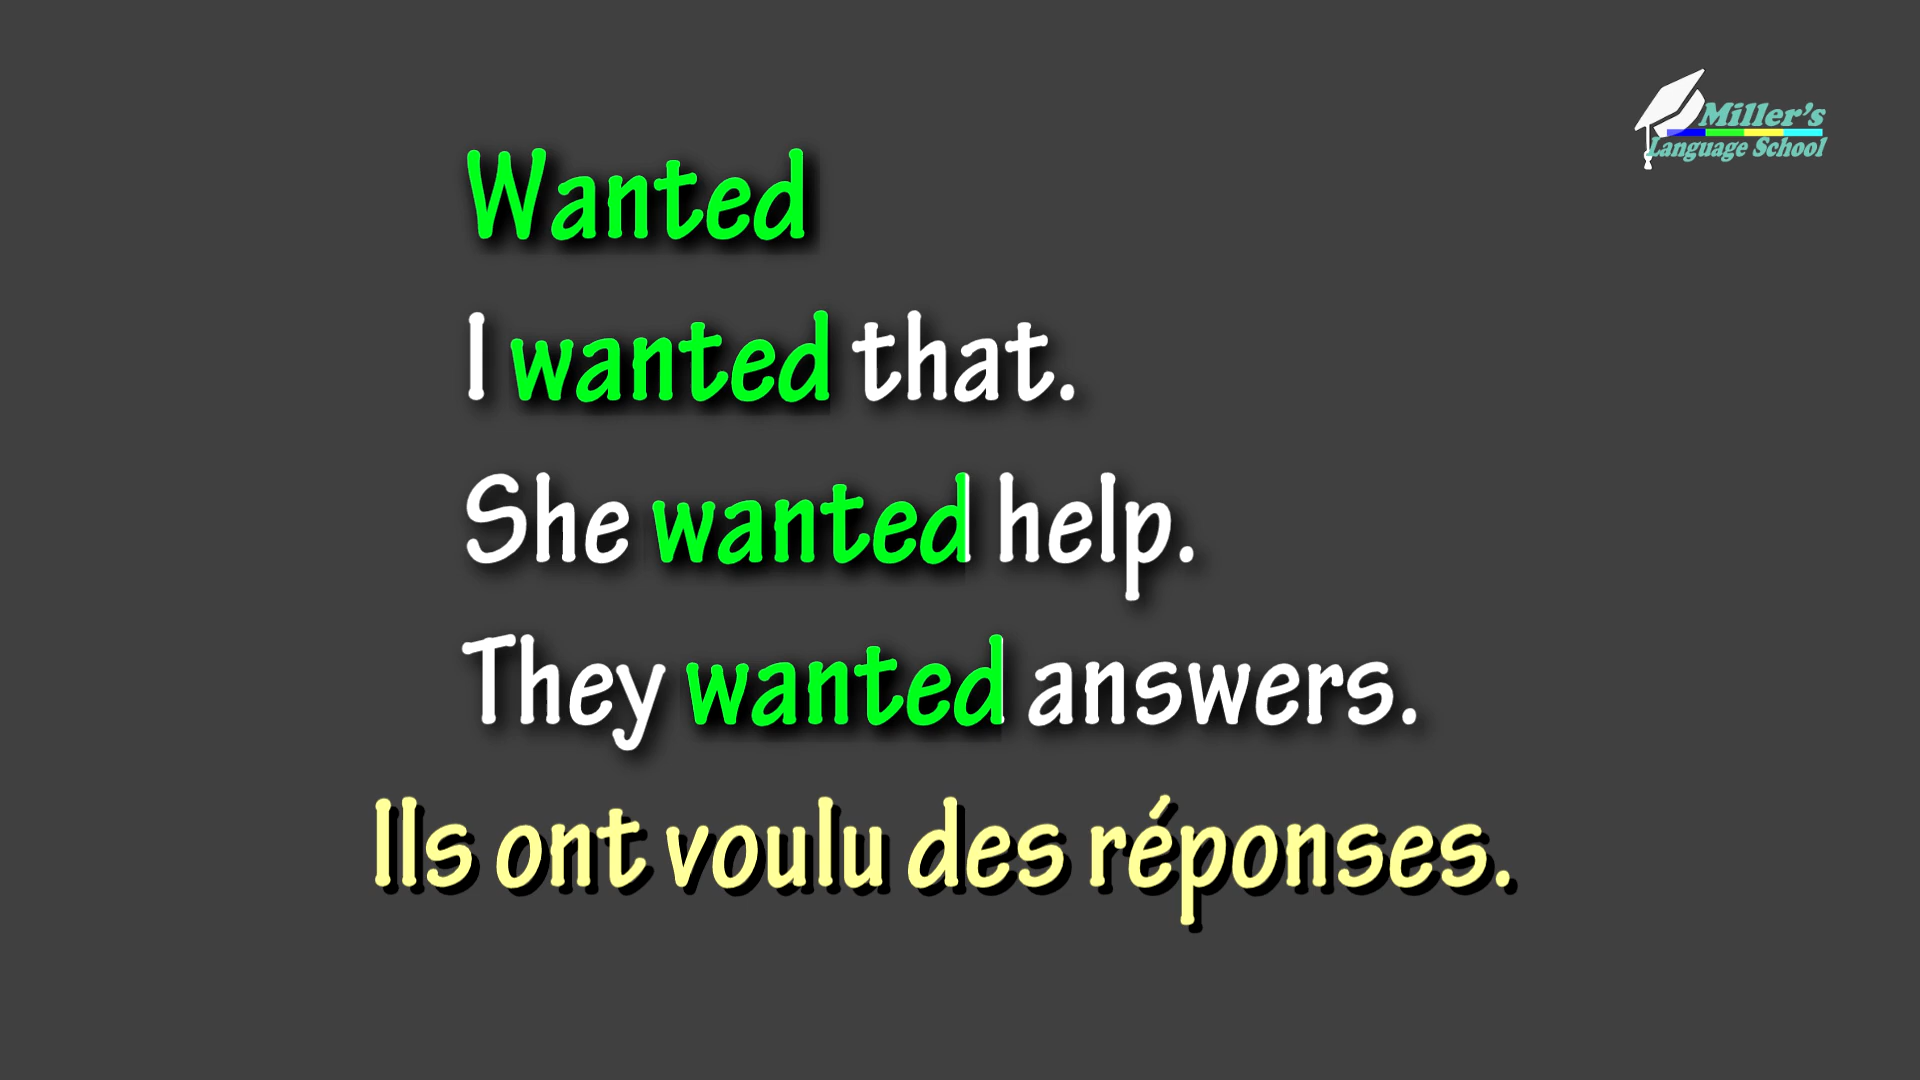 Miller's
Language School
Wanted
I wanted that.
She wanted help.
They wanted answers.
Ils ont voulu des réponses.